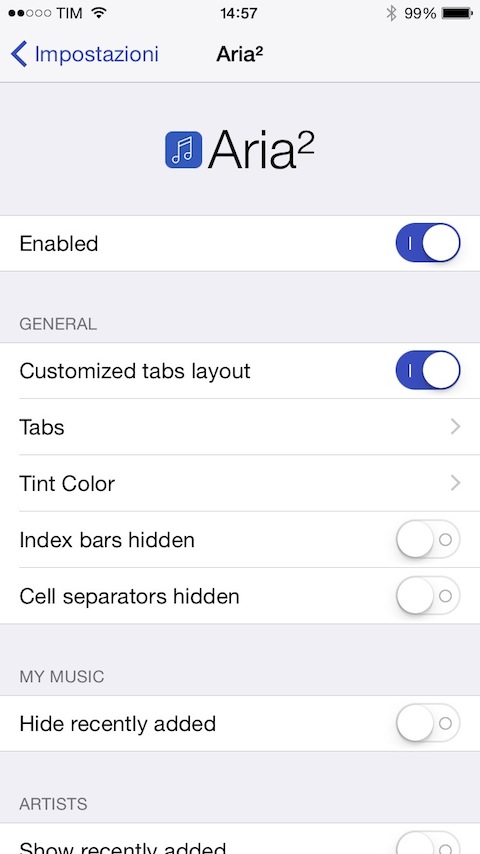 TIM 14:57 99%
Impostazioni Aria²
Aria²
Enabled
GENERAL
Customized tabs layout
Tabs
Tint Color
Index bars hidden
Cell separators hidden
MY MUSIC
Hide recently added
ARTISTS
Show recently added